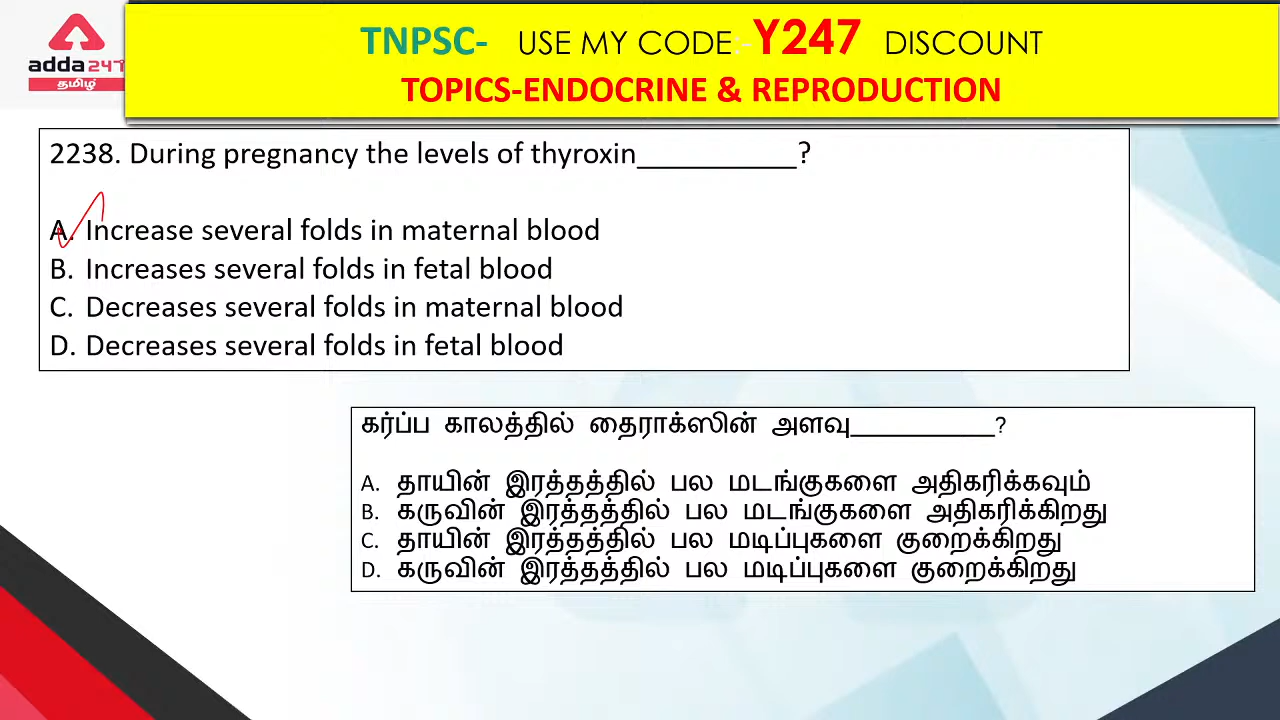 adda247
தமிழ்
TNPSC- USE MY CODE:-Y247 DISCOUNT
TOPICS-ENDOCRINE & REPRODUCTION
2238. During pregnancy the levels of thyroxin__________?
A. Increase several folds in maternal blood
B. Increases several folds in fetal blood
C. Decreases several folds in maternal blood
D. Decreases several folds in fetal blood
கர்ப்ப காலத்தில் தைராக்ஸின் அளவு___________?
A. தாயின் இரத்தத்தில் பல மடங்குகளை அதிகரிக்கவும்
B. கருவின் இரத்தத்தில் பல மடங்குகளை அதிகரிக்கிறது
C. தாயின் இரத்தத்தில் பல மடிப்புகளை குறைக்கிறது
D. கருவின் இரத்தத்தில் பல மடிப்புகளை குறைக்கிறது